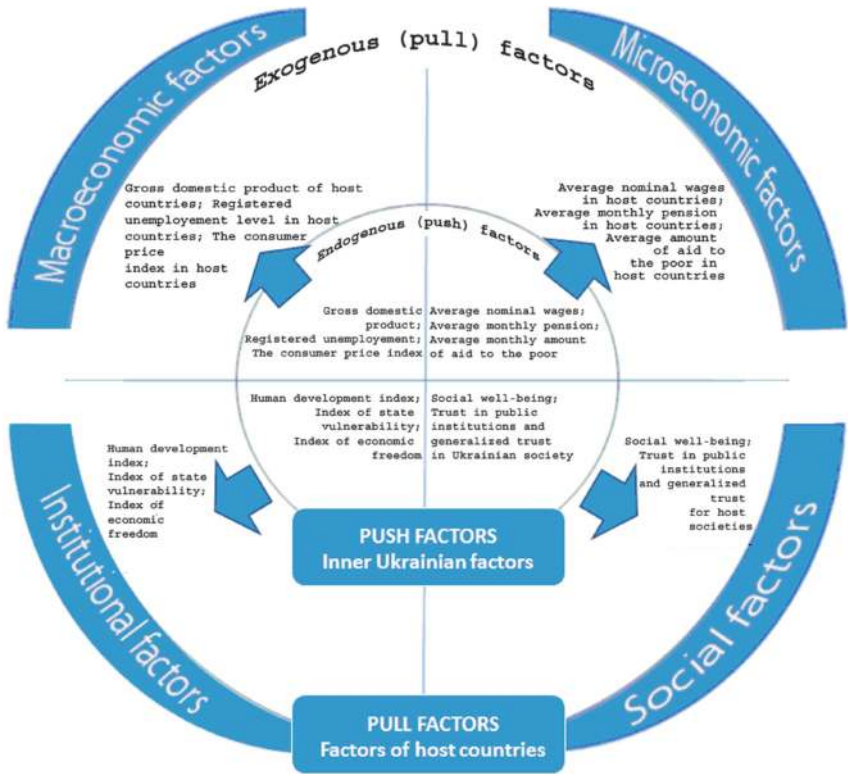 Exogenous (pull) factors
Macroeconomic factors
Microeconomic factors
Gross domestic product of host
countries; Registered
unemployement level in host
countries; The consumer
price
index in host
countries
Average nominal wages
in host countries;
Average monthly pension
in host countries;
Average amount
of aid to
the poor in
host countries
Endogenous (push) factors
Gross domestic
product;
Registered unemployement;
The consumer price index
Average nominal wages;
Average monthly pension;
Average monthly amount
of aid to the poor
Human development index;
Index of state
vulnerability;
Index of economic
freedom
Social well-being;
Trust in public
institutions and
generalized trust
in Ukrainian society
Human development
index;
Index of state
vulnerability;
Index of
economic
freedom
Social well-being;
Trust in public
institutions
and generalized
trust
for host
societies
Institutional factors
Social factors
PUSH FACTORS
Inner Ukrainian factors
PULL FACTORS
Factors of host countries